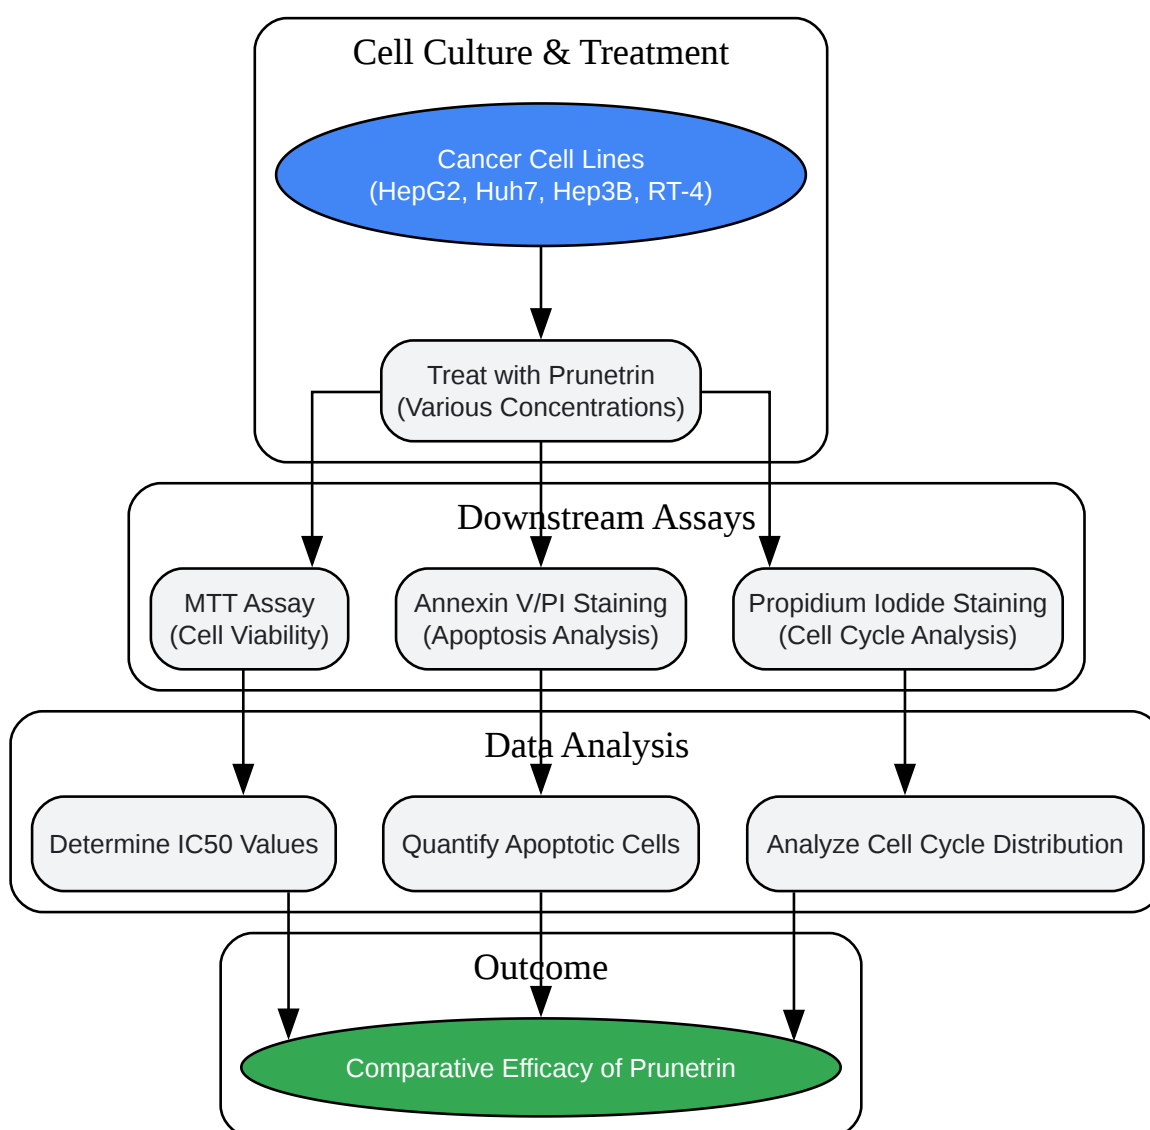 Cell Culture & Treatment
Cancer Cell Lines
(HepG2, Huh7, Hep3B, RT-4)
Treat with Prunetrin
(Various Concentrations)
Downstream Assays
MTT Assay
(Cell Viability)
Annexin V/PI Staining
(Apoptosis Analysis)
Propidium Iodide Staining
(Cell Cycle Analysis)
Data Analysis
Determine IC50 Values
Quantify Apoptotic Cells
Analyze Cell Cycle Distribution
Outcome
Comparative Efficacy of Prunetrin